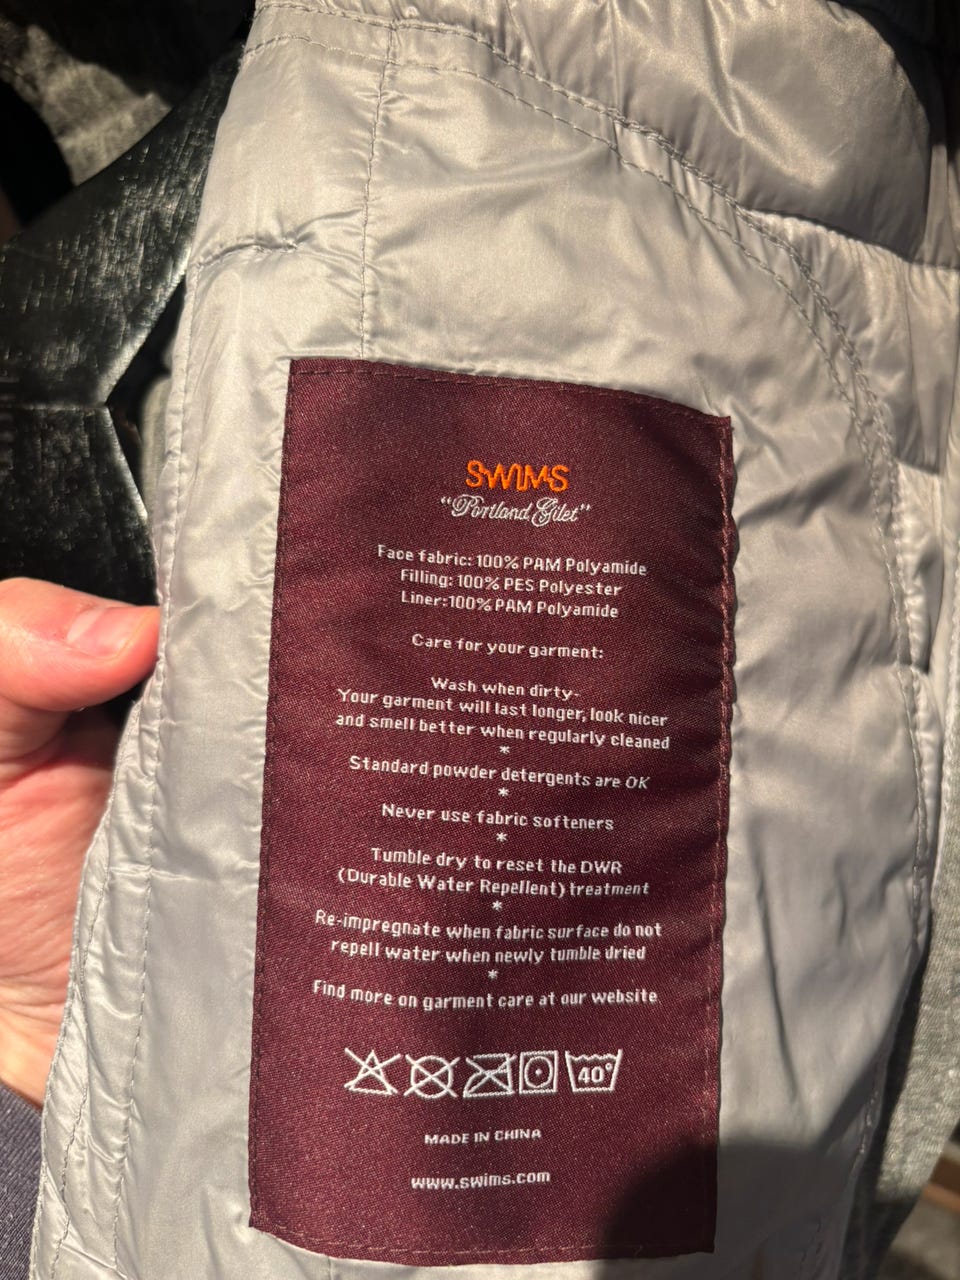 SWIMS
"Portland Gilet"
Face fabric: 100% PAM Polyamide
Filling: 100% PES Polyester
Liner:100% PAM Polyamide
Care for your garment:
Wash when dirty-
Your garment will last longer, look nicer
and smell better when regularly cleaned
*
Standard powder detergents are OK
*
Never use fabric softeners
*
Tumble dry to reset the DWR
(Durable Water Repellent) treatment
*
Re-impregnate when fabric surface do not
repell water when newly tumble dried
*
Find more on garment care at our website
40°
MADE IN CHINA
www.swims.com